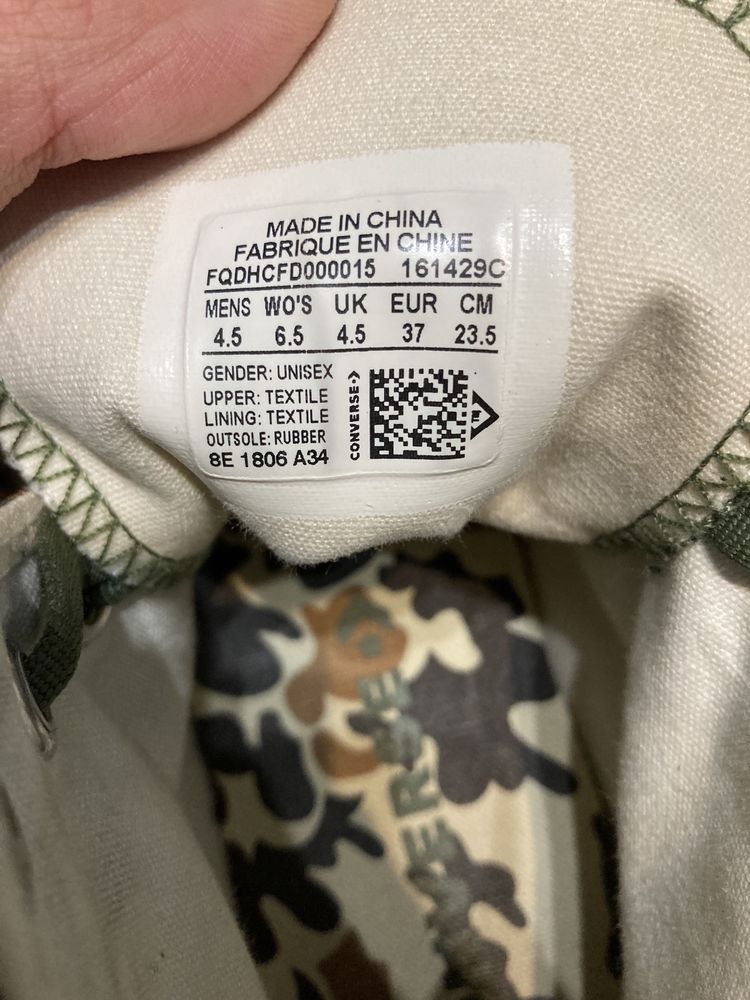 MADE IN CHINA
FABRIQUE EN CHINE
FQDHCFD000015 161429C
MENS WO'S UK EUR CM
4.5 6.5 4.5 37 23.5
GENDER: UNISEX
UPPER: TEXTILE
LINING: TEXTILE
OUTSOLE: RUBBER
8E 1806 A34
CONVERSE